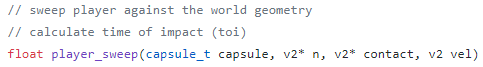 // sweep player against the world geometry
// calculate time of impact (toi)
float player_sweep(capsule_t capsule, v2* n, v2* contact, v2 vel)